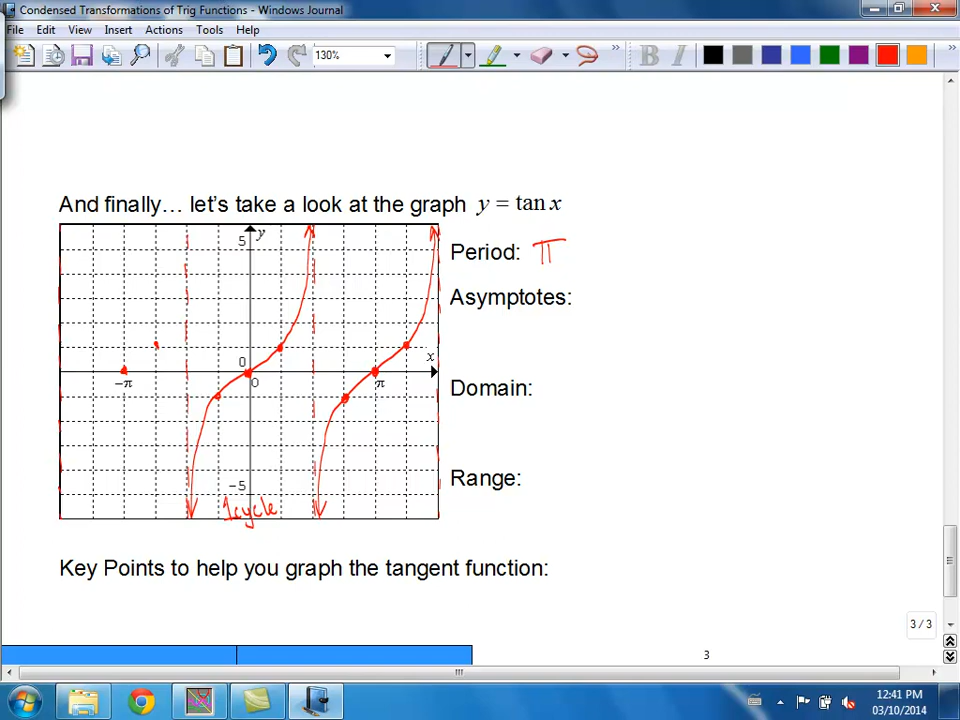 Condensed Transformations of Trig Functions - Windows Journal
File Edit View Insert Actions Tools Help
130% B I
And finally... let's take a look at the graph y = tan x
5 y
Period: π
Asymptotes:
0 x
-π 0 π
Domain:
Range:
-5
1cycle
Key Points to help you graph the tangent function:
3 / 3
3
12:41 PM
03/10/2014